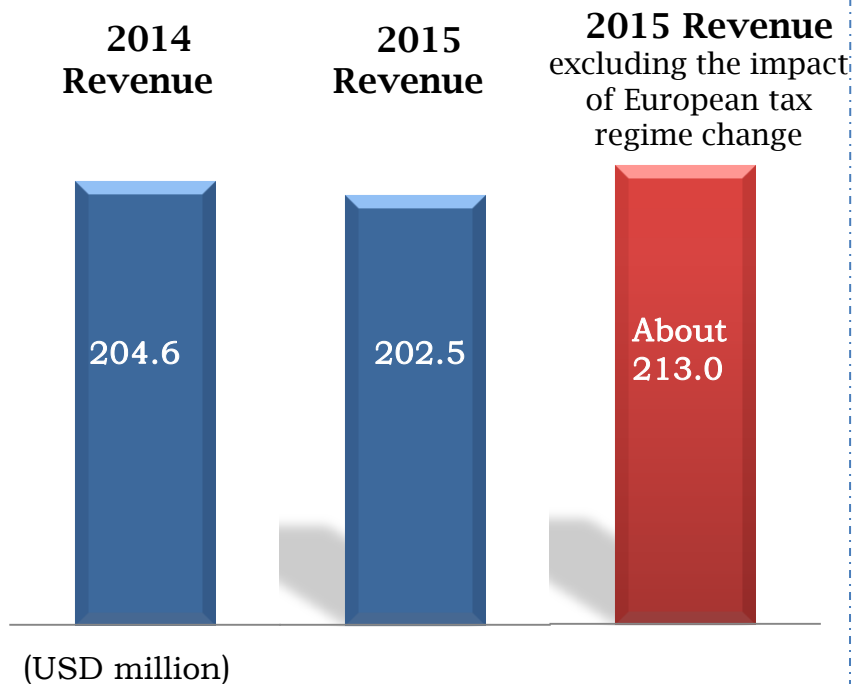 2014
Revenue
2015
Revenue
2015 Revenue
excluding the impact
of European tax
regime change
204.6
202.5
About
213.0
(USD million)